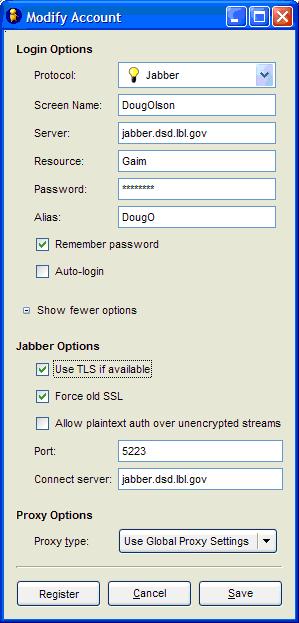 Modify Account
Login Options
Protocol: Jabber
Screen Name: DougOlson
Server: jabber.dsd.lbl.gov
Resource: Gaim
Password: ********
Alias: DougO
Remember password
Auto-login
Show fewer options
Jabber Options
Use TLS if available
Force old SSL
Allow plaintext auth over unencrypted streams
Port: 5223
Connect server: jabber.dsd.lbl.gov
Proxy Options
Proxy type: Use Global Proxy Settings
Register Cancel Save